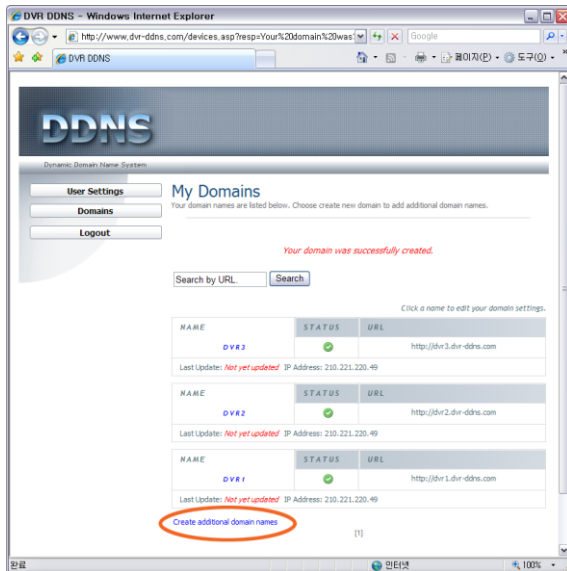 DVR DDNS - Windows Internet Explorer
http://www.dvr-ddns.com/devices.asp?resp=Your%20domain%20was
Google
DVR DDNS
페이지(P)
도구(O)
DDNS
Dynamic Domain Name System
User Settings
Domains
Logout
My Domains
Your domain names are listed below. Choose create new domain to add additional domain names.
Your domain was successfully created.
Search by URL
Search
Click a name to edit your domain settings.
NAME STATUS URL
DVR3 http://dvr3.dvr-ddns.com
Last Update: Not yet updated IP Address: 210.221.220.49
NAME STATUS URL
DVR2 http://dvr2.dvr-ddns.com
Last Update: Not yet updated IP Address: 210.221.220.49
NAME STATUS URL
DVR1 http://dvr1.dvr-ddns.com
Last Update: Not yet updated IP Address: 210.221.220.49
Create additional domain names
[1]
완료
인터넷
100%